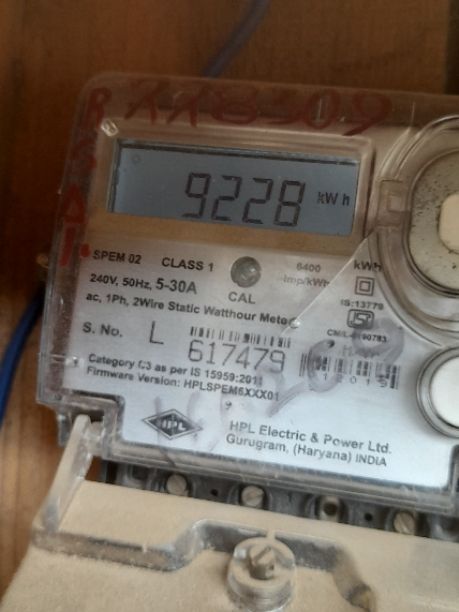 9228 kWh
SPEM 02 CLASS 1 6400 imp/kWh kWh
240V, 50Hz, 5-30A CAL
ac, 1Ph, 2Wire Static Watthour Meter IS:13779
S. No. L 617479
Category C3 as per IS 15959:2011
Firmware Version: HPLSPEM6XXX01
HPL
HPL Electric & Power Ltd.
Gurugram, (Haryana) INDIA